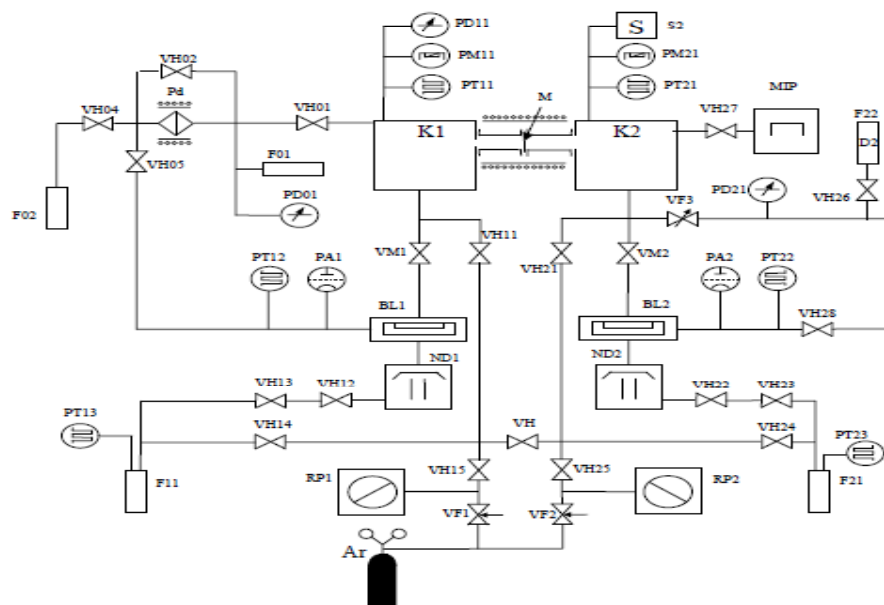 PD11
S
S2
VH02
PM11
PM21
Pd
PT11
PT21
MIP
VH04
VH01
M
VH27
K1
K2
F22
D2
VH05
F01
PD21
VH26
F02
PD01
VF3
VH11
VM1
VH21
VM2
PT12
PA1
PA2
PT22
BL1
BL2
VH28
ND1
ND2
VH13
VH12
VH22
VH23
PT13
VH14
VH
VH24
PT23
VH15
VH25
F11
RP1
RP2
F21
VF1
VF2
Ar